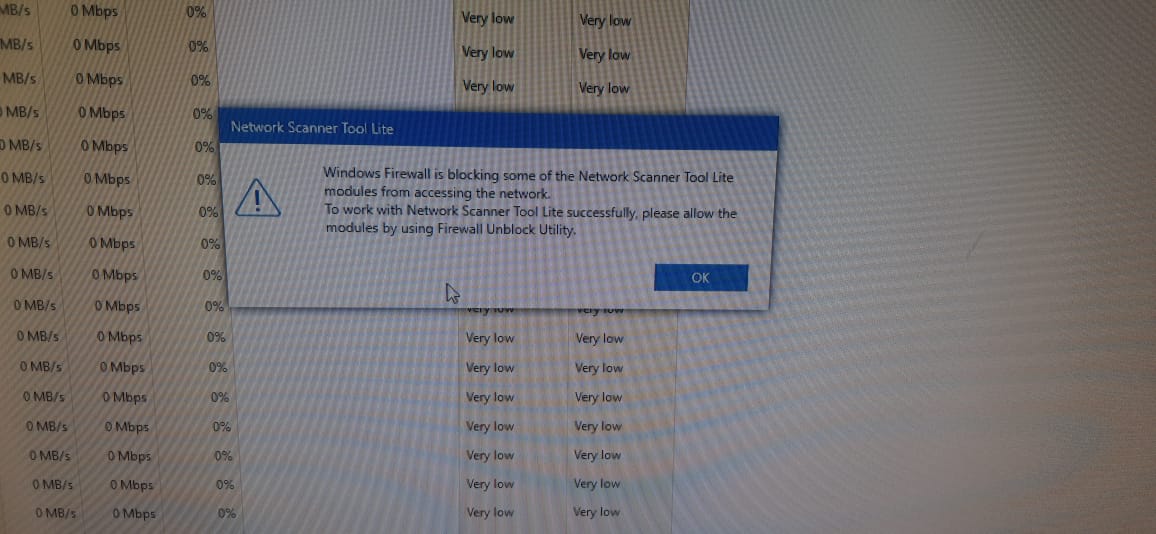 MB/s 0 Mbps 0% Very low Very low
MB/s 0 Mbps 0% Very low Very low
MB/s 0 Mbps 0% Very low Very low
MB/s 0 Mbps 0%
0 MB/s 0 Mbps 0%
0 MB/s 0 Mbps 0%
0 MB/s 0 Mbps 0%
0 MB/s 0 Mbps 0%
0 MB/s 0 Mbps 0%
0 MB/s 0 Mbps 0% Very low Very low
0 MB/s 0 Mbps 0% Very low Very low
0 MB/s 0 Mbps 0% Very low Very low
0 MB/s 0 Mbps 0% Very low Very low
0 MB/s 0 Mbps 0% Very low Very low
0 MB/s 0 Mbps 0% Very low Very low
0 MB/s 0 Mbps 0% Very low Very low
0 MB/s 0 Mbps 0% Very low Very low
Network Scanner Tool Lite
Windows Firewall is blocking some of the Network Scanner Tool Lite
modules from accessing the network.
To work with Network Scanner Tool Lite successfully, please allow the
modules by using Firewall Unblock Utility.
OK